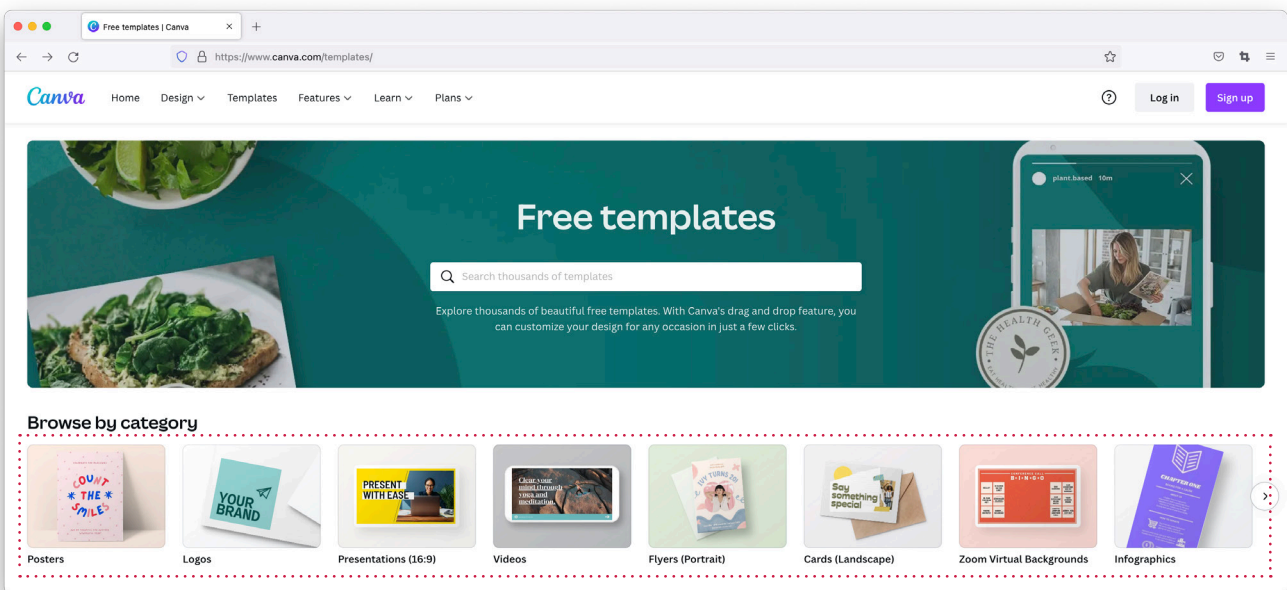 Free templates | Canva
https://www.canva.com/templates/
Canva
Home
Design
Templates
Features
Learn
Plans
Log in
Sign up
plant.based 10m
Free templates
Search thousands of templates
Explore thousands of beautiful free templates. With Canva's drag and drop feature, you
can customize your design for any occasion in just a few clicks.
THE HEALTH GEEK
Browse by category
COUNT
THE
SMILES
YOUR
BRAND
PRESENT
WITH EASE
Clear your
mind through
yoga and
meditation.
Say
something
special
CONFERENCE CALL
B•I•N•G•O
CHAPTER ONE
Posters
Logos
Presentations (16:9)
Videos
Flyers (Portrait)
Cards (Landscape)
Zoom Virtual Backgrounds
Infographics